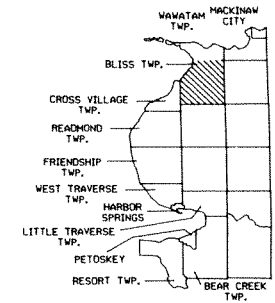 WAWATAM
TWP.
MACKINAW
CITY
BLISS TWP.
CROSS VILLAGE
TWP.
READMOND
TWP.
FRIENDSHIP
TWP.
WEST TRAVERSE
TWP.
HARBOR
SPRINGS
LITTLE TRAVERSE
TWP.
PETOSKEY
RESORT TWP.
BEAR CREEK
TWP.